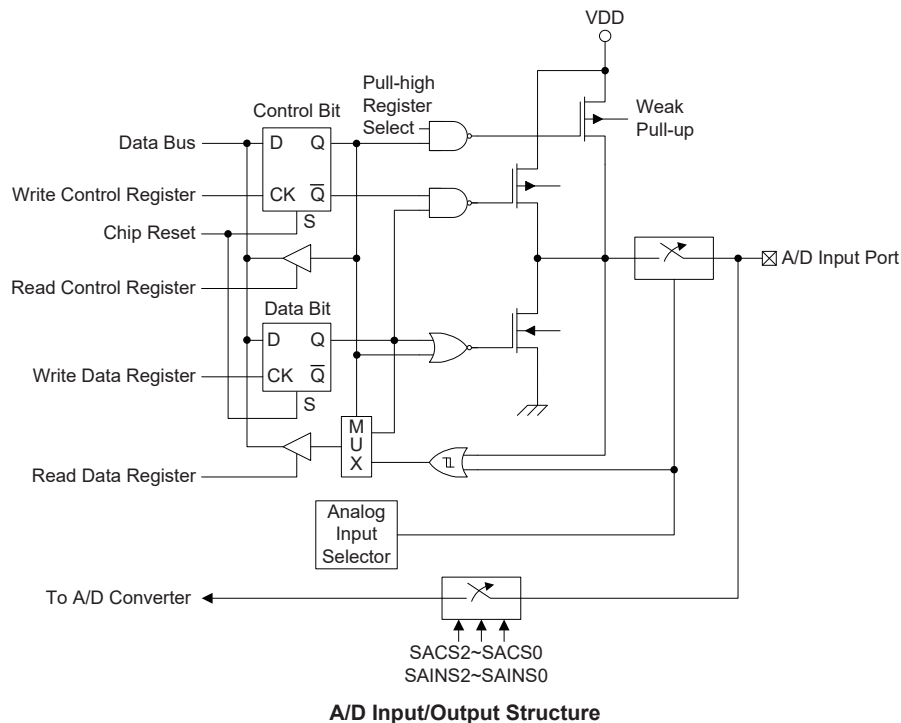 VDD
Pull-high
Register
Select
Control Bit
Weak
Pull-up
Data Bus
D Q
Write Control Register
CK Q
S
Chip Reset
A/D Input Port
Read Control Register
Data Bit
D Q
Write Data Register
CK Q
S
M
U
X
Read Data Register
Analog
Input
Selector
To A/D Converter
SACS2~SACS0
SAINS2~SAINS0
A/D Input/Output Structure